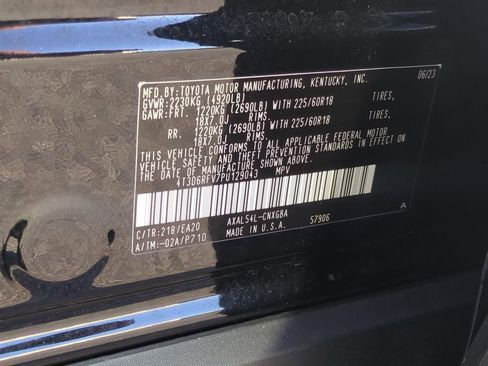 MFD.BY:TOYOTA MOTOR MANUFACTURING, KENTUCKY, INC. 06/23
GVWR:2230KG (4920LB)
GAWR:FRT. 1220KG (2690LB) WITH 225/60R18 TIRES,
18X7.0J RIMS,
RR. 1220KG (2690LB) WITH 225/60R18 TIRES,
18X7.0J RIMS.
THIS VEHICLE CONFORMS TO ALL APPLICABLE FEDERAL MOTOR
VEHICLE SAFETY AND THEFT PREVENTION STANDARDS IN EFFECT
ON THE DATE OF MANUFACTURE SHOWN ABOVE.
4T3D6RFV7PU129043 MPV
C/TR:218/EA20 AXAL54L-CNXGBA A
A/TM:-02A/P710 MADE IN U.S.A. 57906